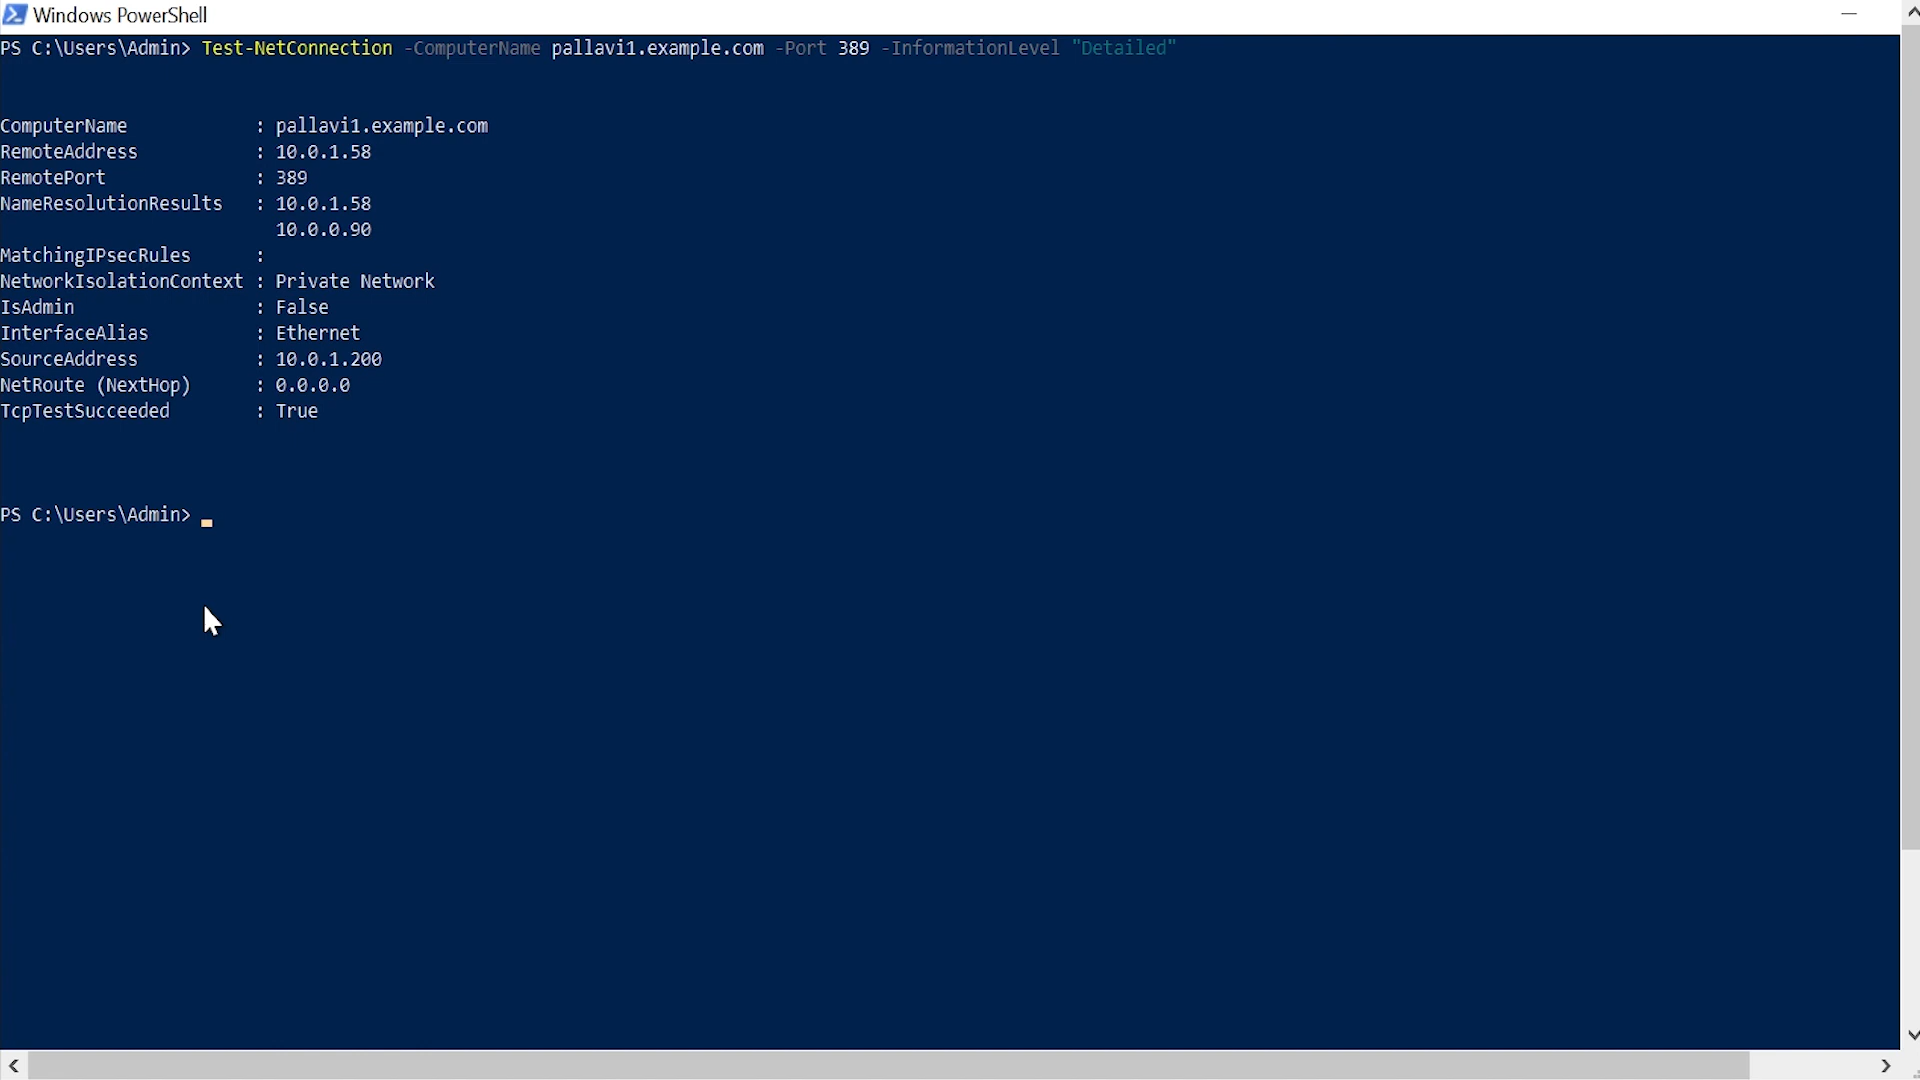 Windows PowerShell
PS C:\Users\Admin> Test-NetConnection -ComputerName pallavi1.example.com -Port 389 -InformationLevel "Detailed"
ComputerName : pallavi1.example.com
RemoteAddress : 10.0.1.58
RemotePort : 389
NameResolutionResults : 10.0.1.58
10.0.0.90
MatchingIPsecRules :
NetworkIsolationContext : Private Network
IsAdmin : False
InterfaceAlias : Ethernet
SourceAddress : 10.0.1.200
NetRoute (NextHop) : 0.0.0.0
TcpTestSucceeded : True
PS C:\Users\Admin>